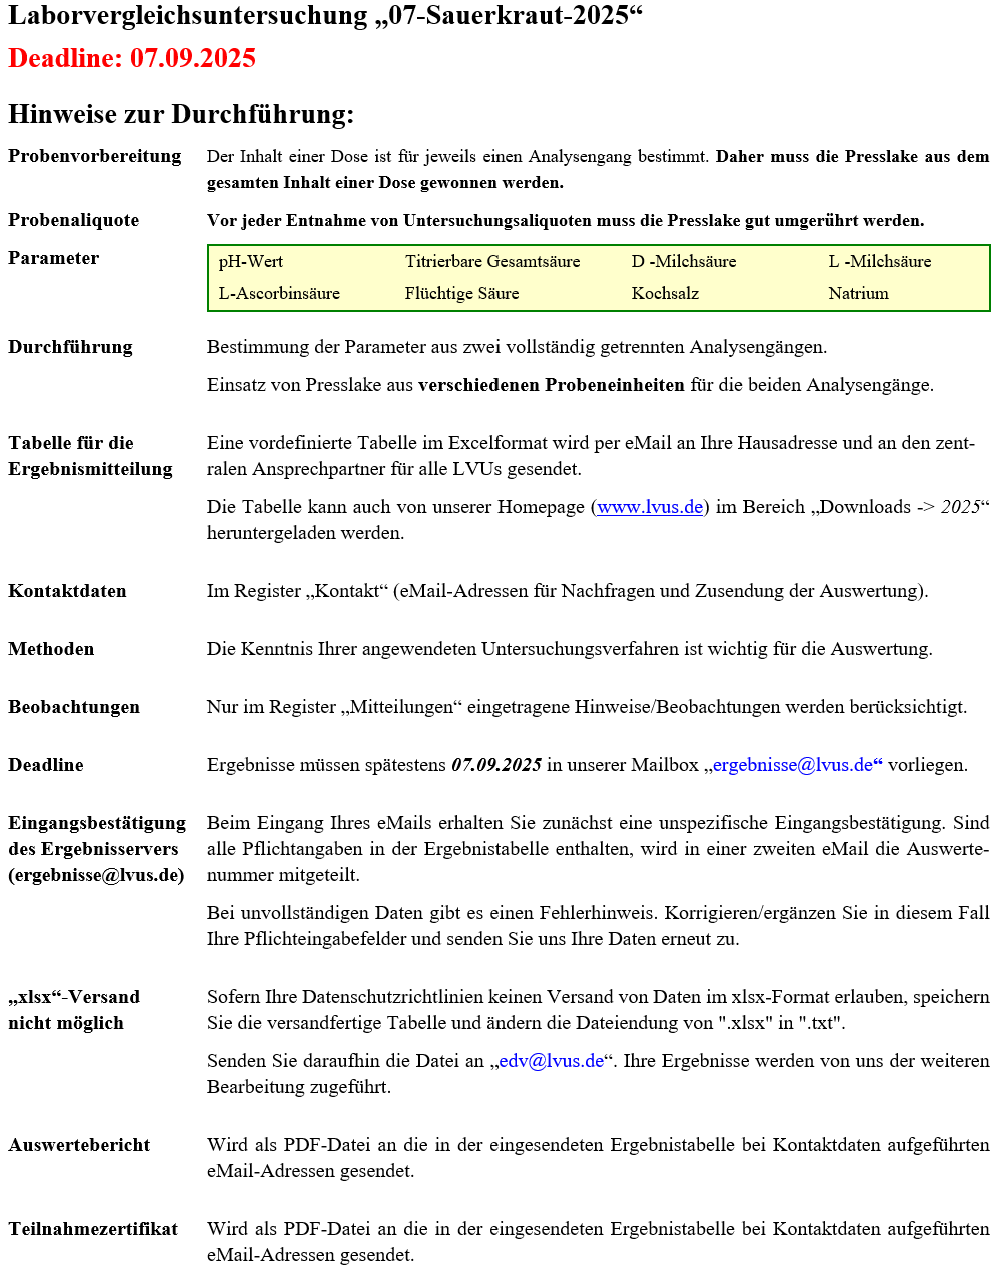 Laborvergleichsuntersuchung „07-Sauerkraut-2025“
Deadline: 07.09.2025
Hinweise zur Durchführung:
Probenvorbereitung Der Inhalt einer Dose ist für jeweils einen Analysengang bestimmt. Daher muss die Presslake aus dem
gesamten Inhalt einer Dose gewonnen werden.
Probenaliquote Vor jeder Entnahme von Untersuchungsaliquoten muss die Presslake gut umgerührt werden.
Parameter pH-Wert Titrierbare Gesamtsäure D -Milchsäure L -Milchsäure
L-Ascorbinsäure Flüchtige Säure Kochsalz Natrium
Durchführung Bestimmung der Parameter aus zwei vollständig getrennten Analysengängen.
Einsatz von Presslake aus verschiedenen Probeneinheiten für die beiden Analysengänge.
Tabelle für die Eine vordefinierte Tabelle im Excelformat wird per eMail an Ihre Hausadresse und an den zent-
Ergebnismitteilung ralen Ansprechpartner für alle LVUs gesendet.
Die Tabelle kann auch von unserer Homepage (www.lvus.de) im Bereich „Downloads -> 2025“
heruntergeladen werden.
Kontaktdaten Im Register „Kontakt“ (eMail-Adressen für Nachfragen und Zusendung der Auswertung).
Methoden Die Kenntnis Ihrer angewendeten Untersuchungsverfahren ist wichtig für die Auswertung.
Beobachtungen Nur im Register „Mitteilungen“ eingetragene Hinweise/Beobachtungen werden berücksichtigt.
Deadline Ergebnisse müssen spätestens 07.09.2025 in unserer Mailbox „ergebnisse@lvus.de“ vorliegen.
Eingangsbestätigung Beim Eingang Ihres eMails erhalten Sie zunächst eine unspezifische Eingangsbestätigung. Sind
des Ergebnisservers alle Pflichtangaben in der Ergebnistabelle enthalten, wird in einer zweiten eMail die Auswerte-
(ergebnisse@lvus.de) nummer mitgeteilt.
Bei unvollständigen Daten gibt es einen Fehlerhinweis. Korrigieren/ergänzen Sie in diesem Fall
Ihre Pflichteingabefelder und senden Sie uns Ihre Daten erneut zu.
„xlsx“-Versand Sofern Ihre Datenschutzrichtlinien keinen Versand von Daten im xlsx-Format erlauben, speichern
nicht möglich Sie die versandfertige Tabelle und ändern die Dateiendung von ".xlsx" in ".txt".
Senden Sie daraufhin die Datei an „edv@lvus.de“. Ihre Ergebnisse werden von uns der weiteren
Bearbeitung zugeführt.
Auswertebericht Wird als PDF-Datei an die in der eingesendeten Ergebnistabelle bei Kontaktdaten aufgeführten
eMail-Adressen gesendet.
Teilnahmezertifikat Wird als PDF-Datei an die in der eingesendeten Ergebnistabelle bei Kontaktdaten aufgeführten
eMail-Adressen gesendet.